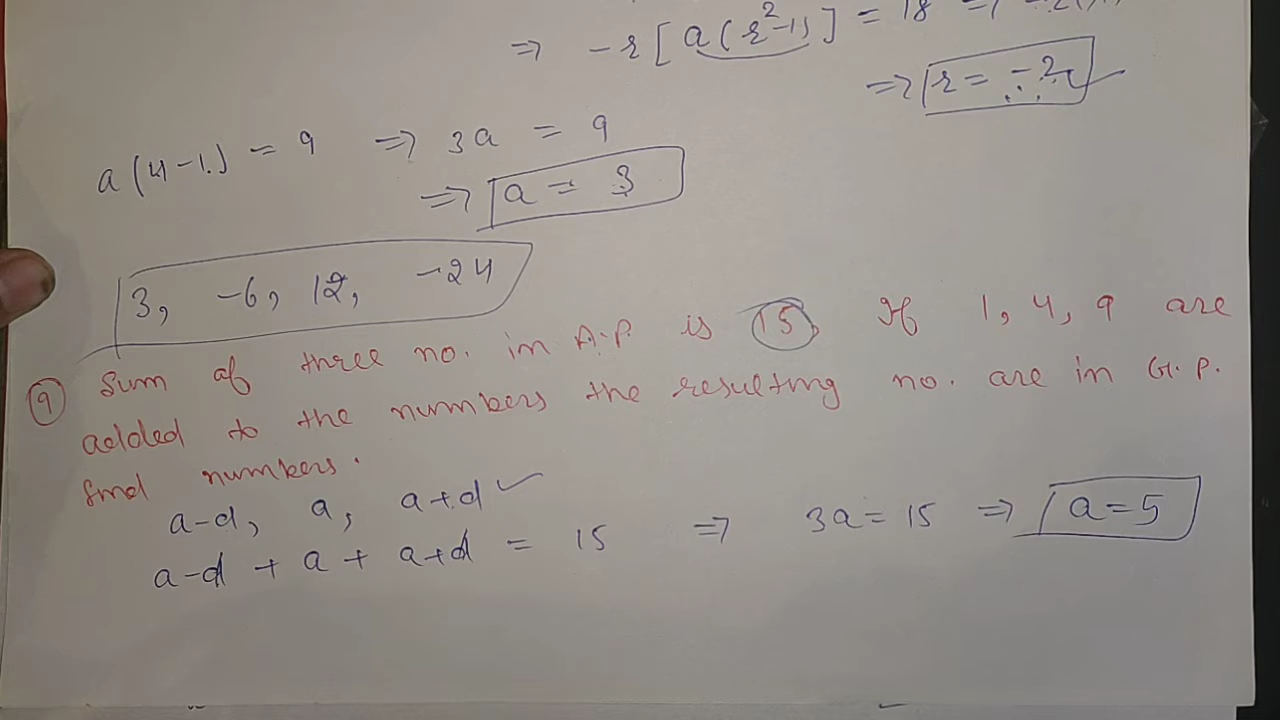 ⇒ -r[a(r²-1)] = 18 ⇒
⇒ r = -2
a(4-1) = 9 ⇒ 3a = 9
⇒ a = 3
3, -6, 12, -24
(9) Sum of three no. in A.P. is 15, If 1, 4, 9 are
added to the numbers the resulting no. are in G.P.
find numbers.
a-d, a, a+d ✓
a-d + a + a+d = 15 ⇒ 3a = 15 ⇒ a=5